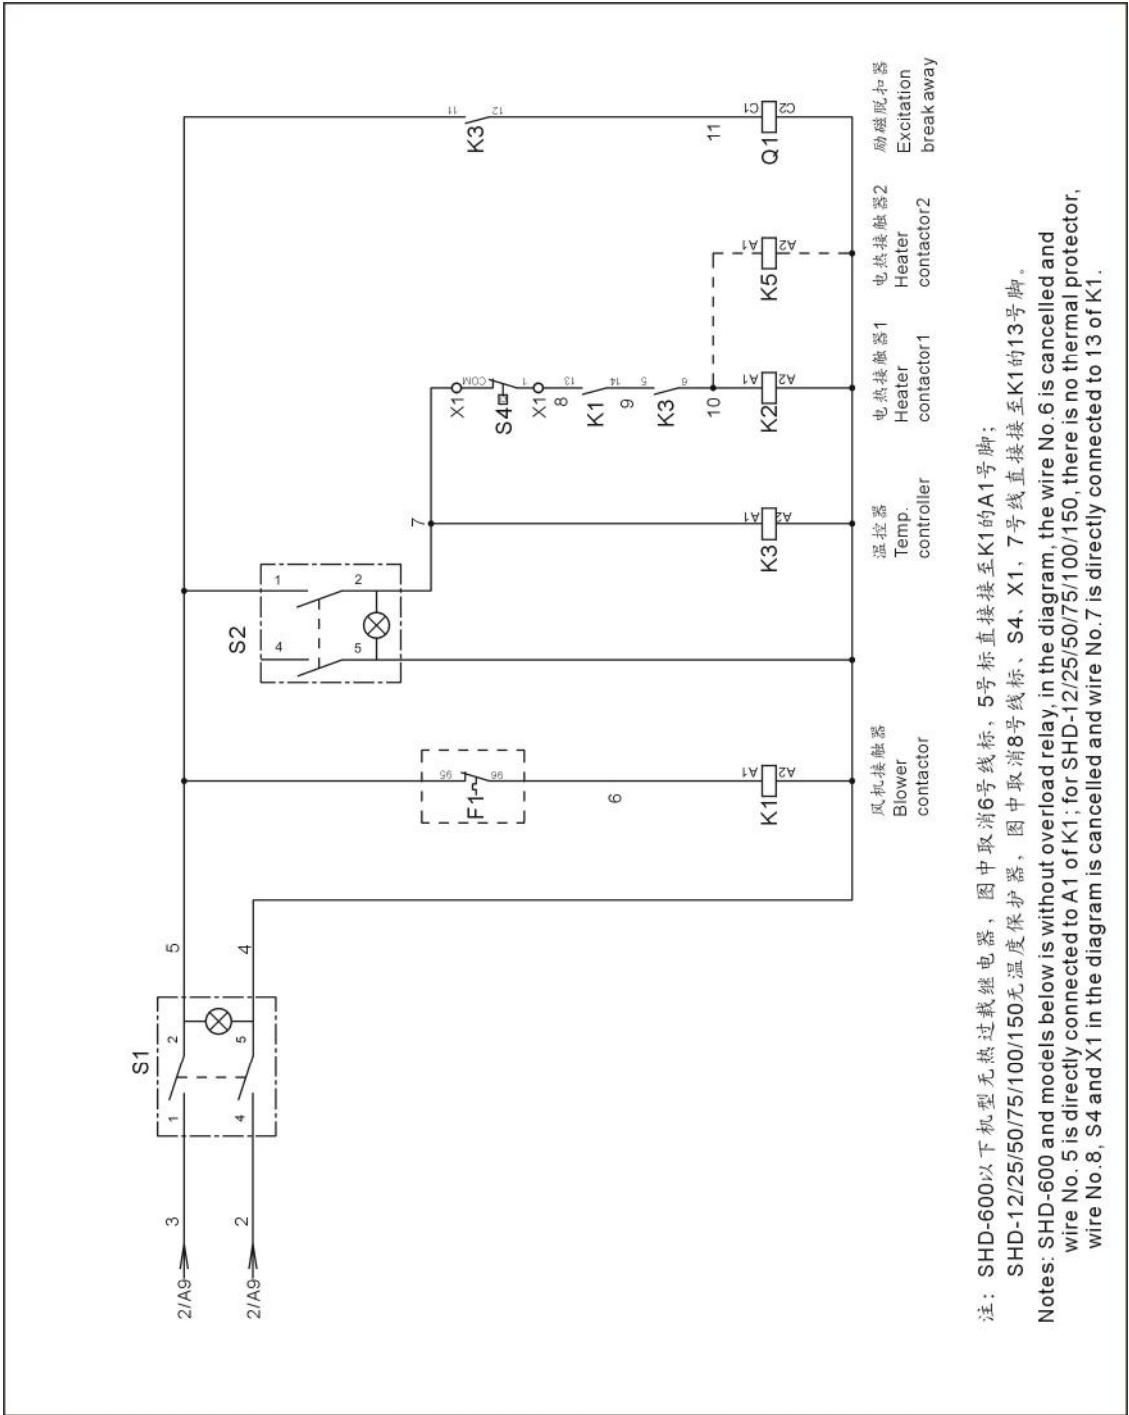 2/A9
3
2/A9
2
S1
1
2
4
5
5
4
S2
4
5
1
2
7
F1
95
96
6
K1
A1
A2
风机接触器
Blower
contactor
K3
A1
A2
温控器
Temp.
controller
X1
COM
S4
1
X1
8
13
K1
14
9
5
K3
6
10
K2
A1
A2
电热接触器1
Heater
contactor1
K5
A1
A2
电热接触器2
Heater
contactor2
11
K3
12
11
Q1
C1
C2
励磁脱扣器
Excitation
break away
注：SHD-600以下机型无热过载继电器，图中取消6号线标，5号标直接接至K1的A1号脚；
SHD-12/25/50/75/100/150无温度保护器，图中取消8号线标、S4、X1，7号线直接接至K1的13号脚。
Notes: SHD-600 and models below is without overload relay, in the diagram, the wire No.6 is cancelled and
wire No. 5 is directly connected to A1 of K1; for SHD-12/25/50/75/100/150, there is no thermal protector,
wire No.8, S4 and X1 in the diagram is cancelled and wire No.7 is directly connected to 13 of K1.